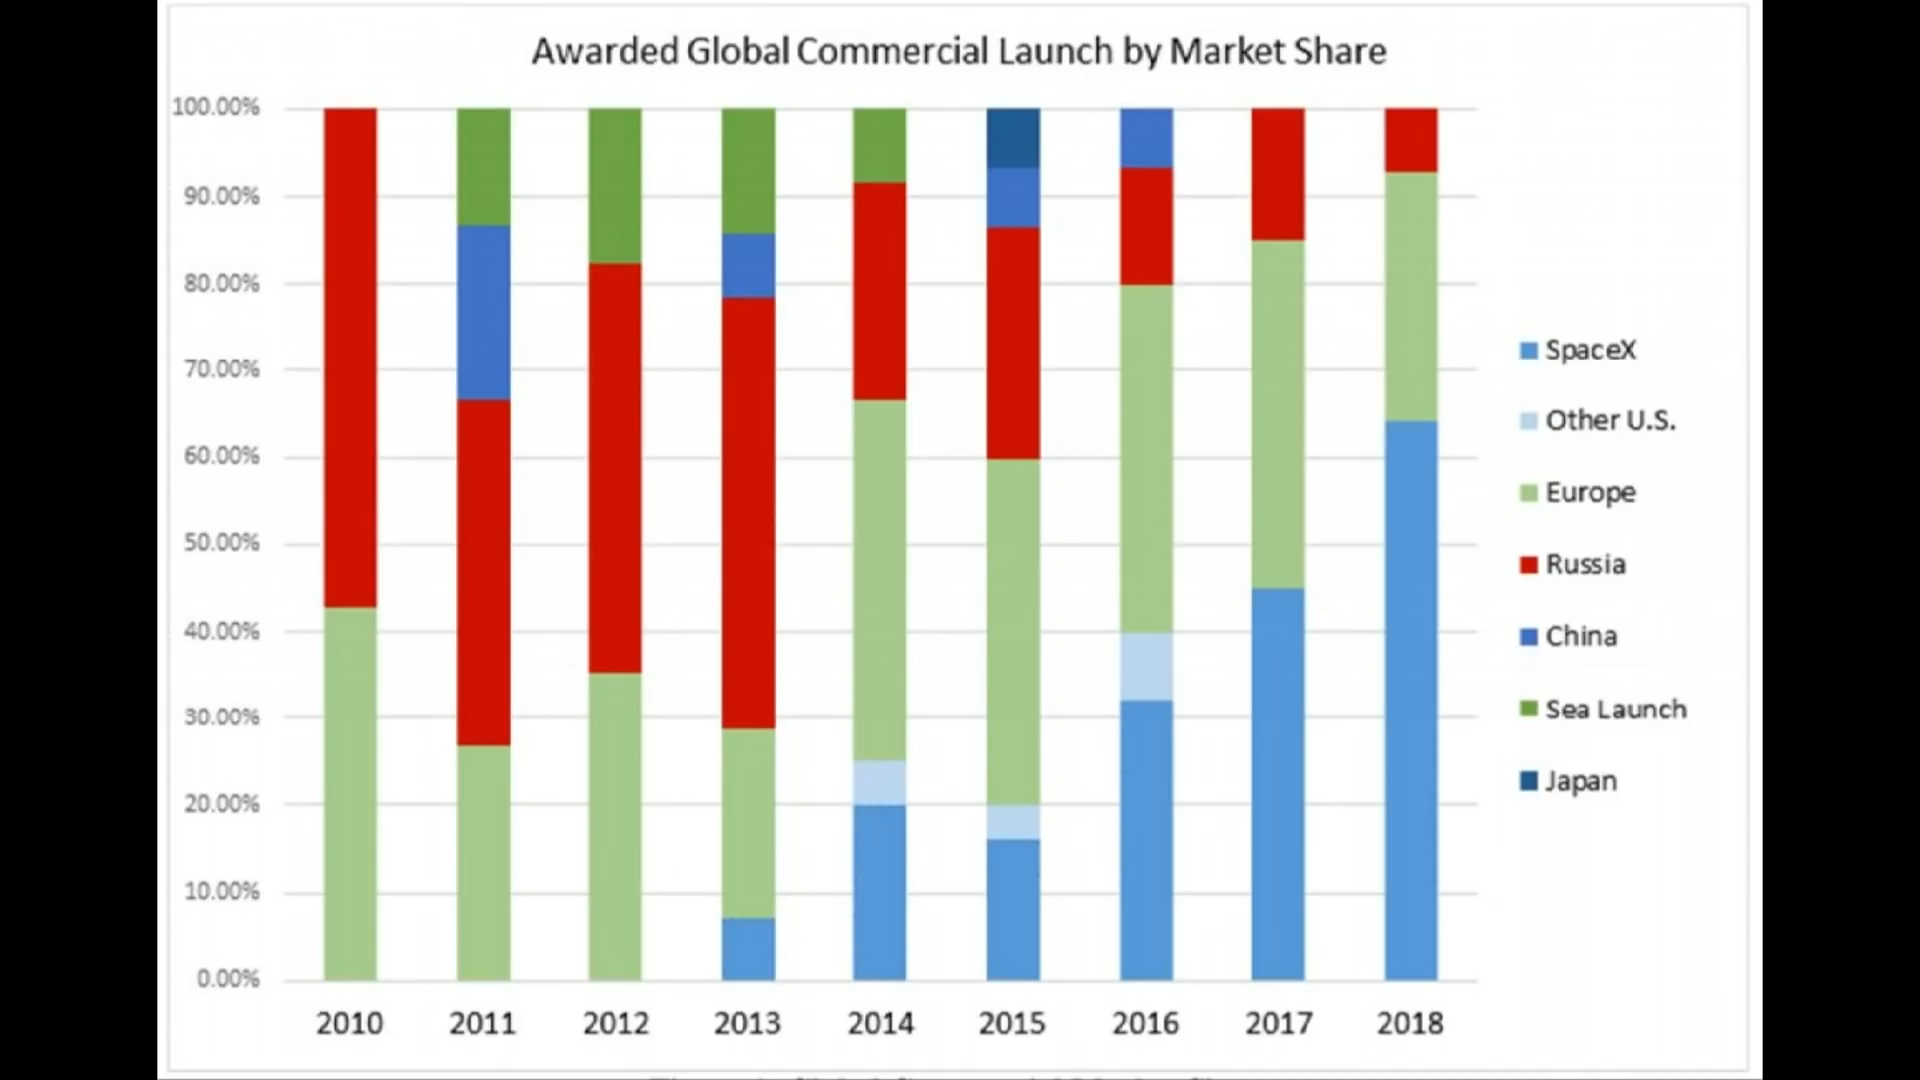 Awarded Global Commercial Launch by Market Share
100.00%
90.00%
80.00%
70.00%
60.00%
50.00%
40.00%
30.00%
20.00%
10.00%
0.00%
2010 2011 2012 2013 2014 2015 2016 2017 2018
SpaceX
Other U.S.
Europe
Russia
China
Sea Launch
Japan